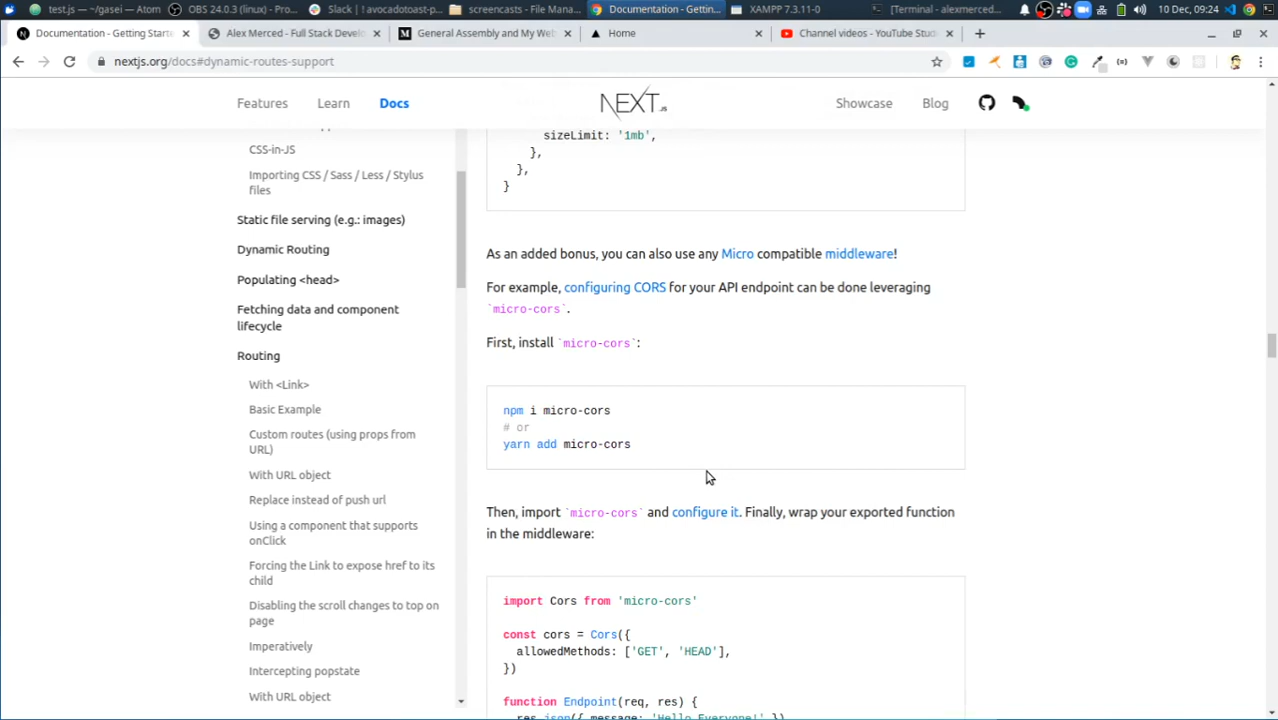 test.js — ~/gasei — Atom
OBS 24.0.3 (linux) - Pro...
Slack | ! avocadotoast-p...
screencasts - File Mana...
Documentation - Gettin...
XAMPP 7.3.11-0
[Terminal - alexmerced...
10 Dec, 09:24
Documentation - Getting Starte
Alex Merced - Full Stack Develo
General Assembly and My Web
Home
Channel videos - YouTube Stud
nextjs.org/docs#dynamic-routes-support
Features
Learn
Docs
NEXT.JS
Showcase
Blog
CSS-in-JS
Importing CSS / Sass / Less / Stylus
files
Static file serving (e.g.: images)
Dynamic Routing
Populating <head>
Fetching data and component
lifecycle
Routing
With <Link>
Basic Example
Custom routes (using props from
URL)
With URL object
Replace instead of push url
Using a component that supports
onClick
Forcing the Link to expose href to its
child
Disabling the scroll changes to top on
page
Imperatively
Intercepting popstate
With URL object
sizeLimit: '1mb',
},
},
}
As an added bonus, you can also use any Micro compatible middleware!
For example, configuring CORS for your API endpoint can be done leveraging
`micro-cors`.
First, install `micro-cors`:
npm i micro-cors
# or
yarn add micro-cors
Then, import `micro-cors` and configure it. Finally, wrap your exported function
in the middleware:
import Cors from 'micro-cors'
const cors = Cors({
allowedMethods: ['GET', 'HEAD'],
})
function Endpoint(req, res) {
res.json({ message: 'Hello Everyone!' })